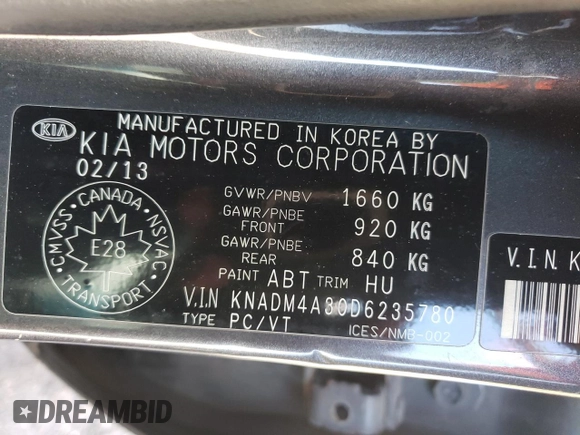 KIA
MANUFACTURED IN KOREA BY
KIA MOTORS CORPORATION
02/13
GVWR/PNBV 1660 KG
GAWR/PNBE FRONT 920 KG
GAWR/PNBE REAR 840 KG
PAINT ABT TRIM HU
V.I.N KNADM4A30D6235780
TYPE PC/VT ICES/NMB-002
CMVSS CANADA NSVAC
E28
TRANSPORT
V.I.N.K
DREAMBID